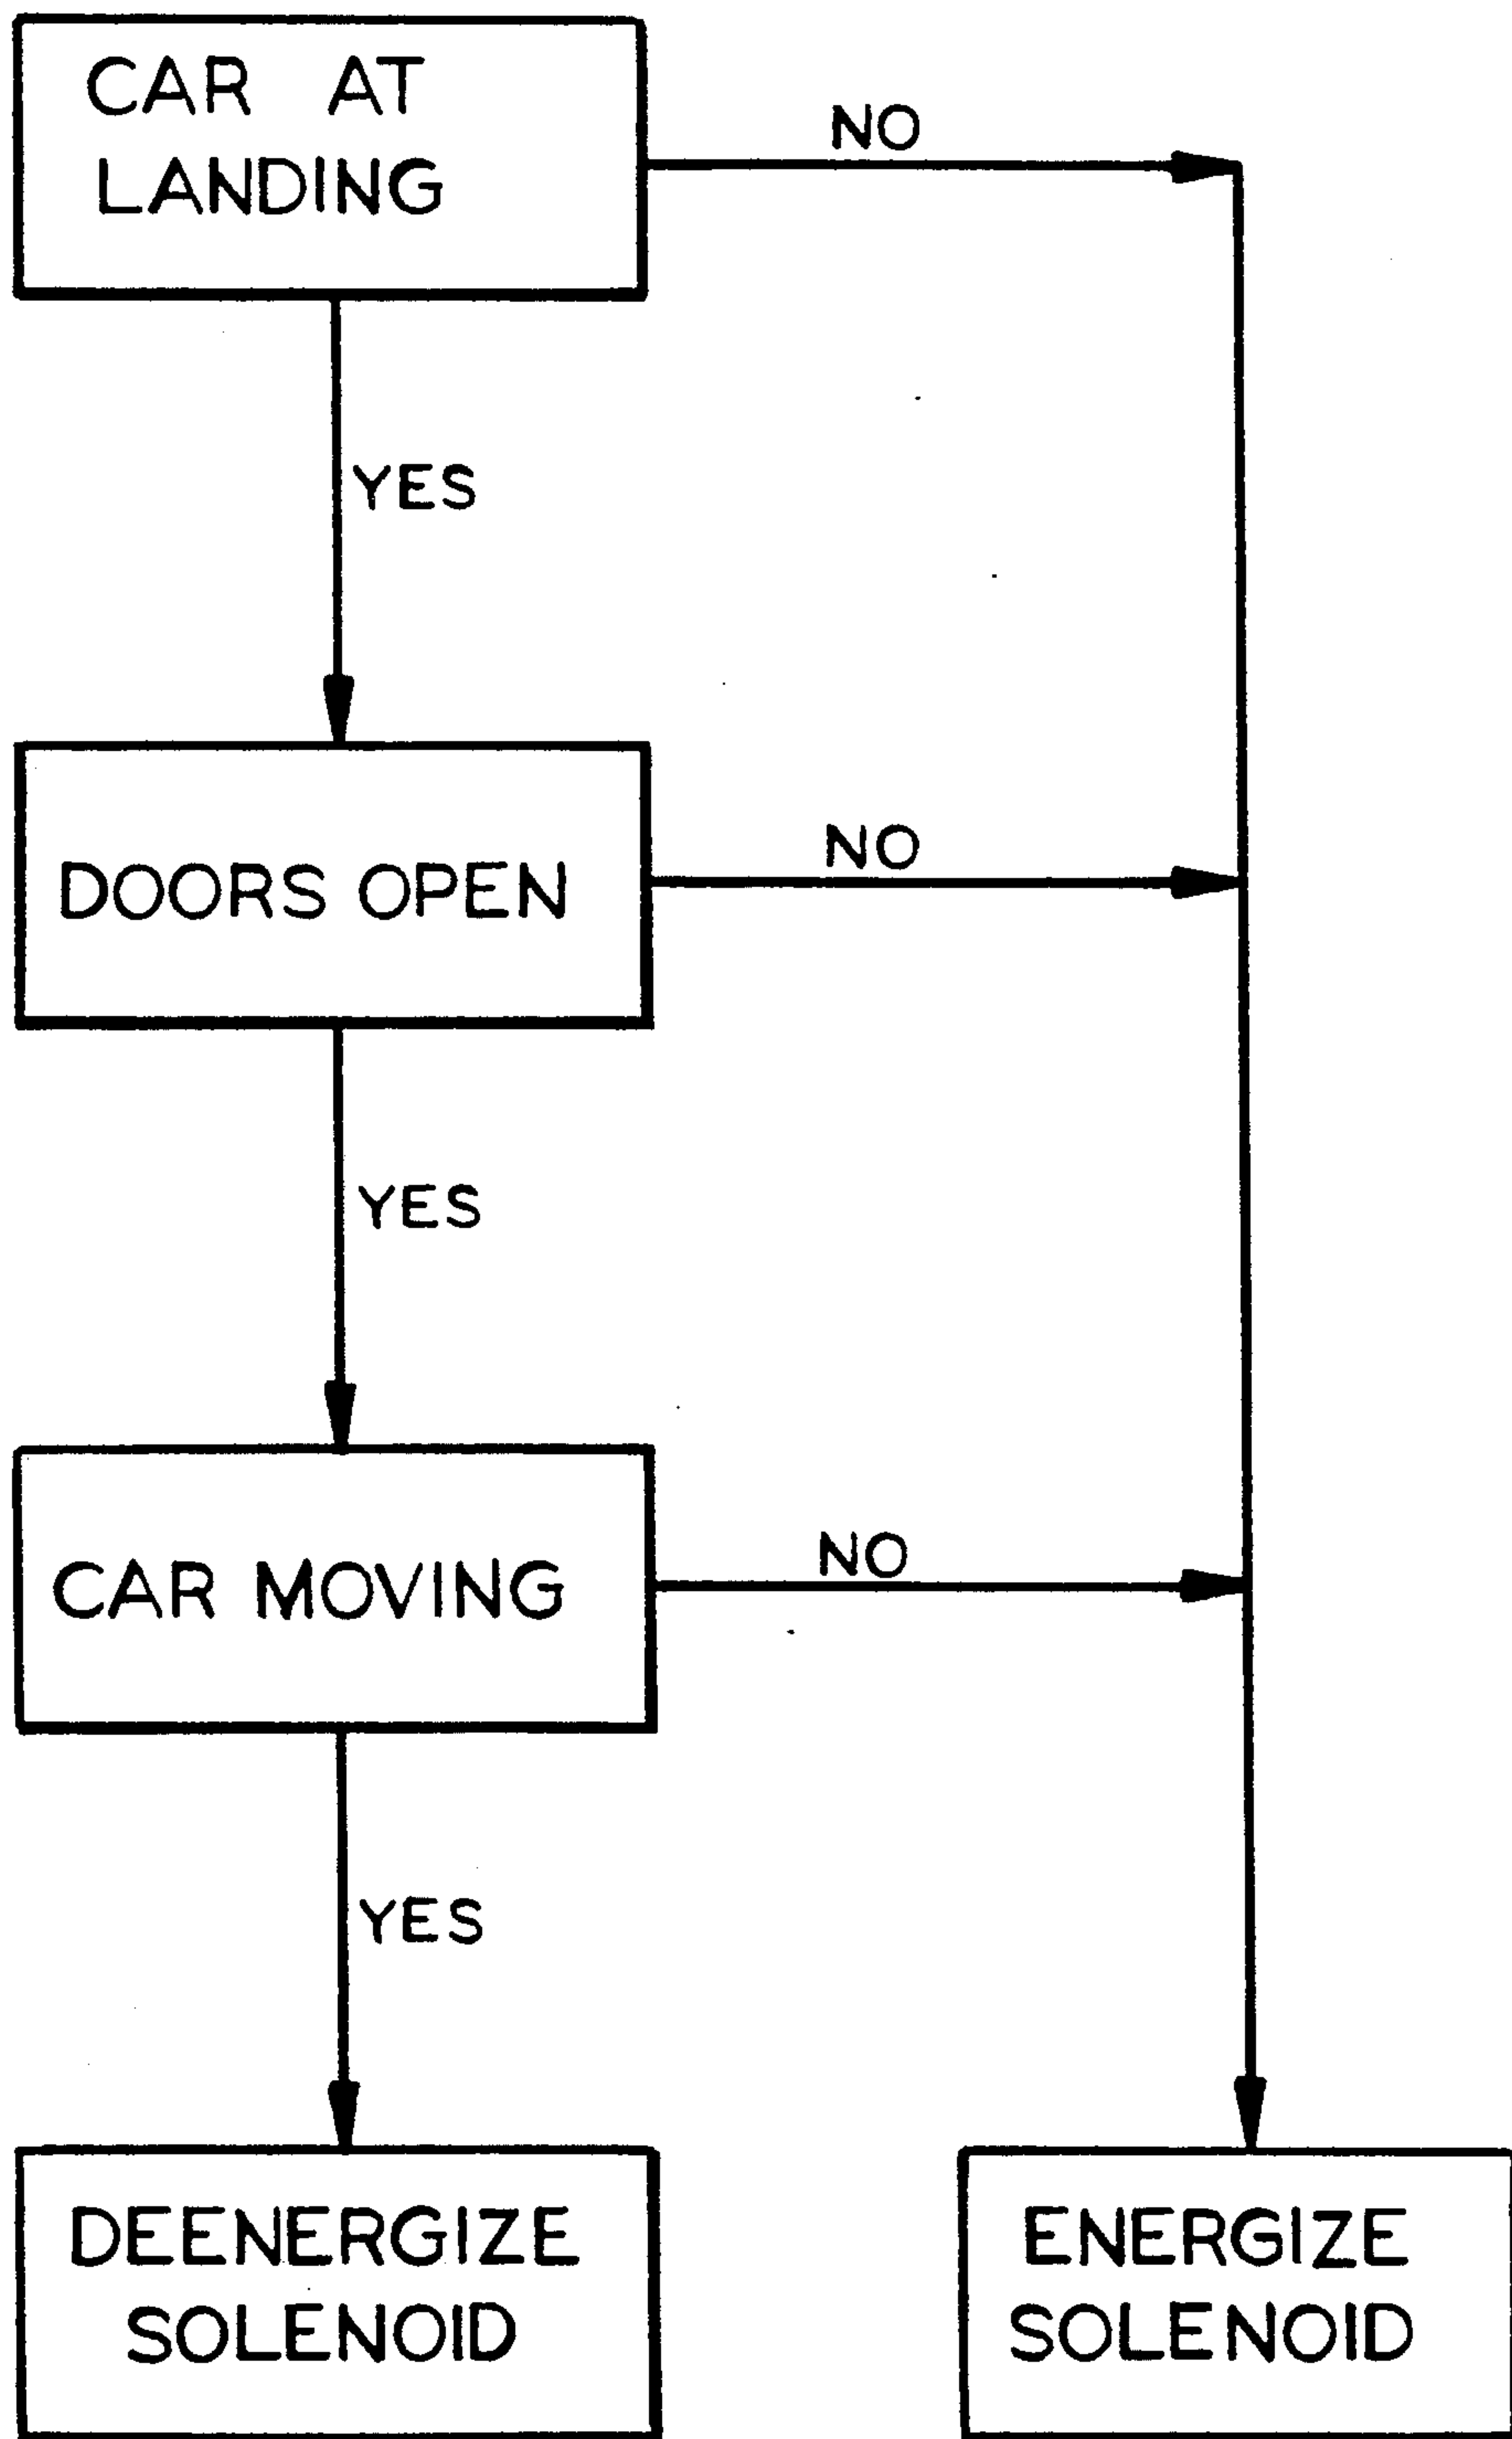 CAR AT
LANDING
NO
YES
DOORS OPEN
NO
YES
CAR MOVING
NO
YES
DEENERGIZE
SOLENOID
ENERGIZE
SOLENOID